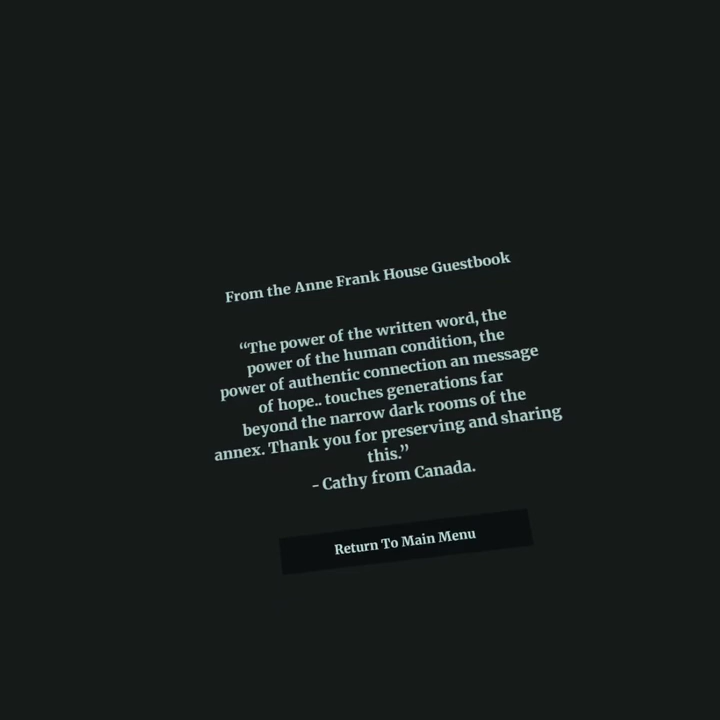 From the Anne Frank House Guestbook
“The power of the written word, the
power of the human condition, the
power of authentic connection an message
of hope.. touches generations far
beyond the narrow dark rooms of the
annex. Thank you for preserving and sharing
this.”
- Cathy from Canada.
Return To Main Menu